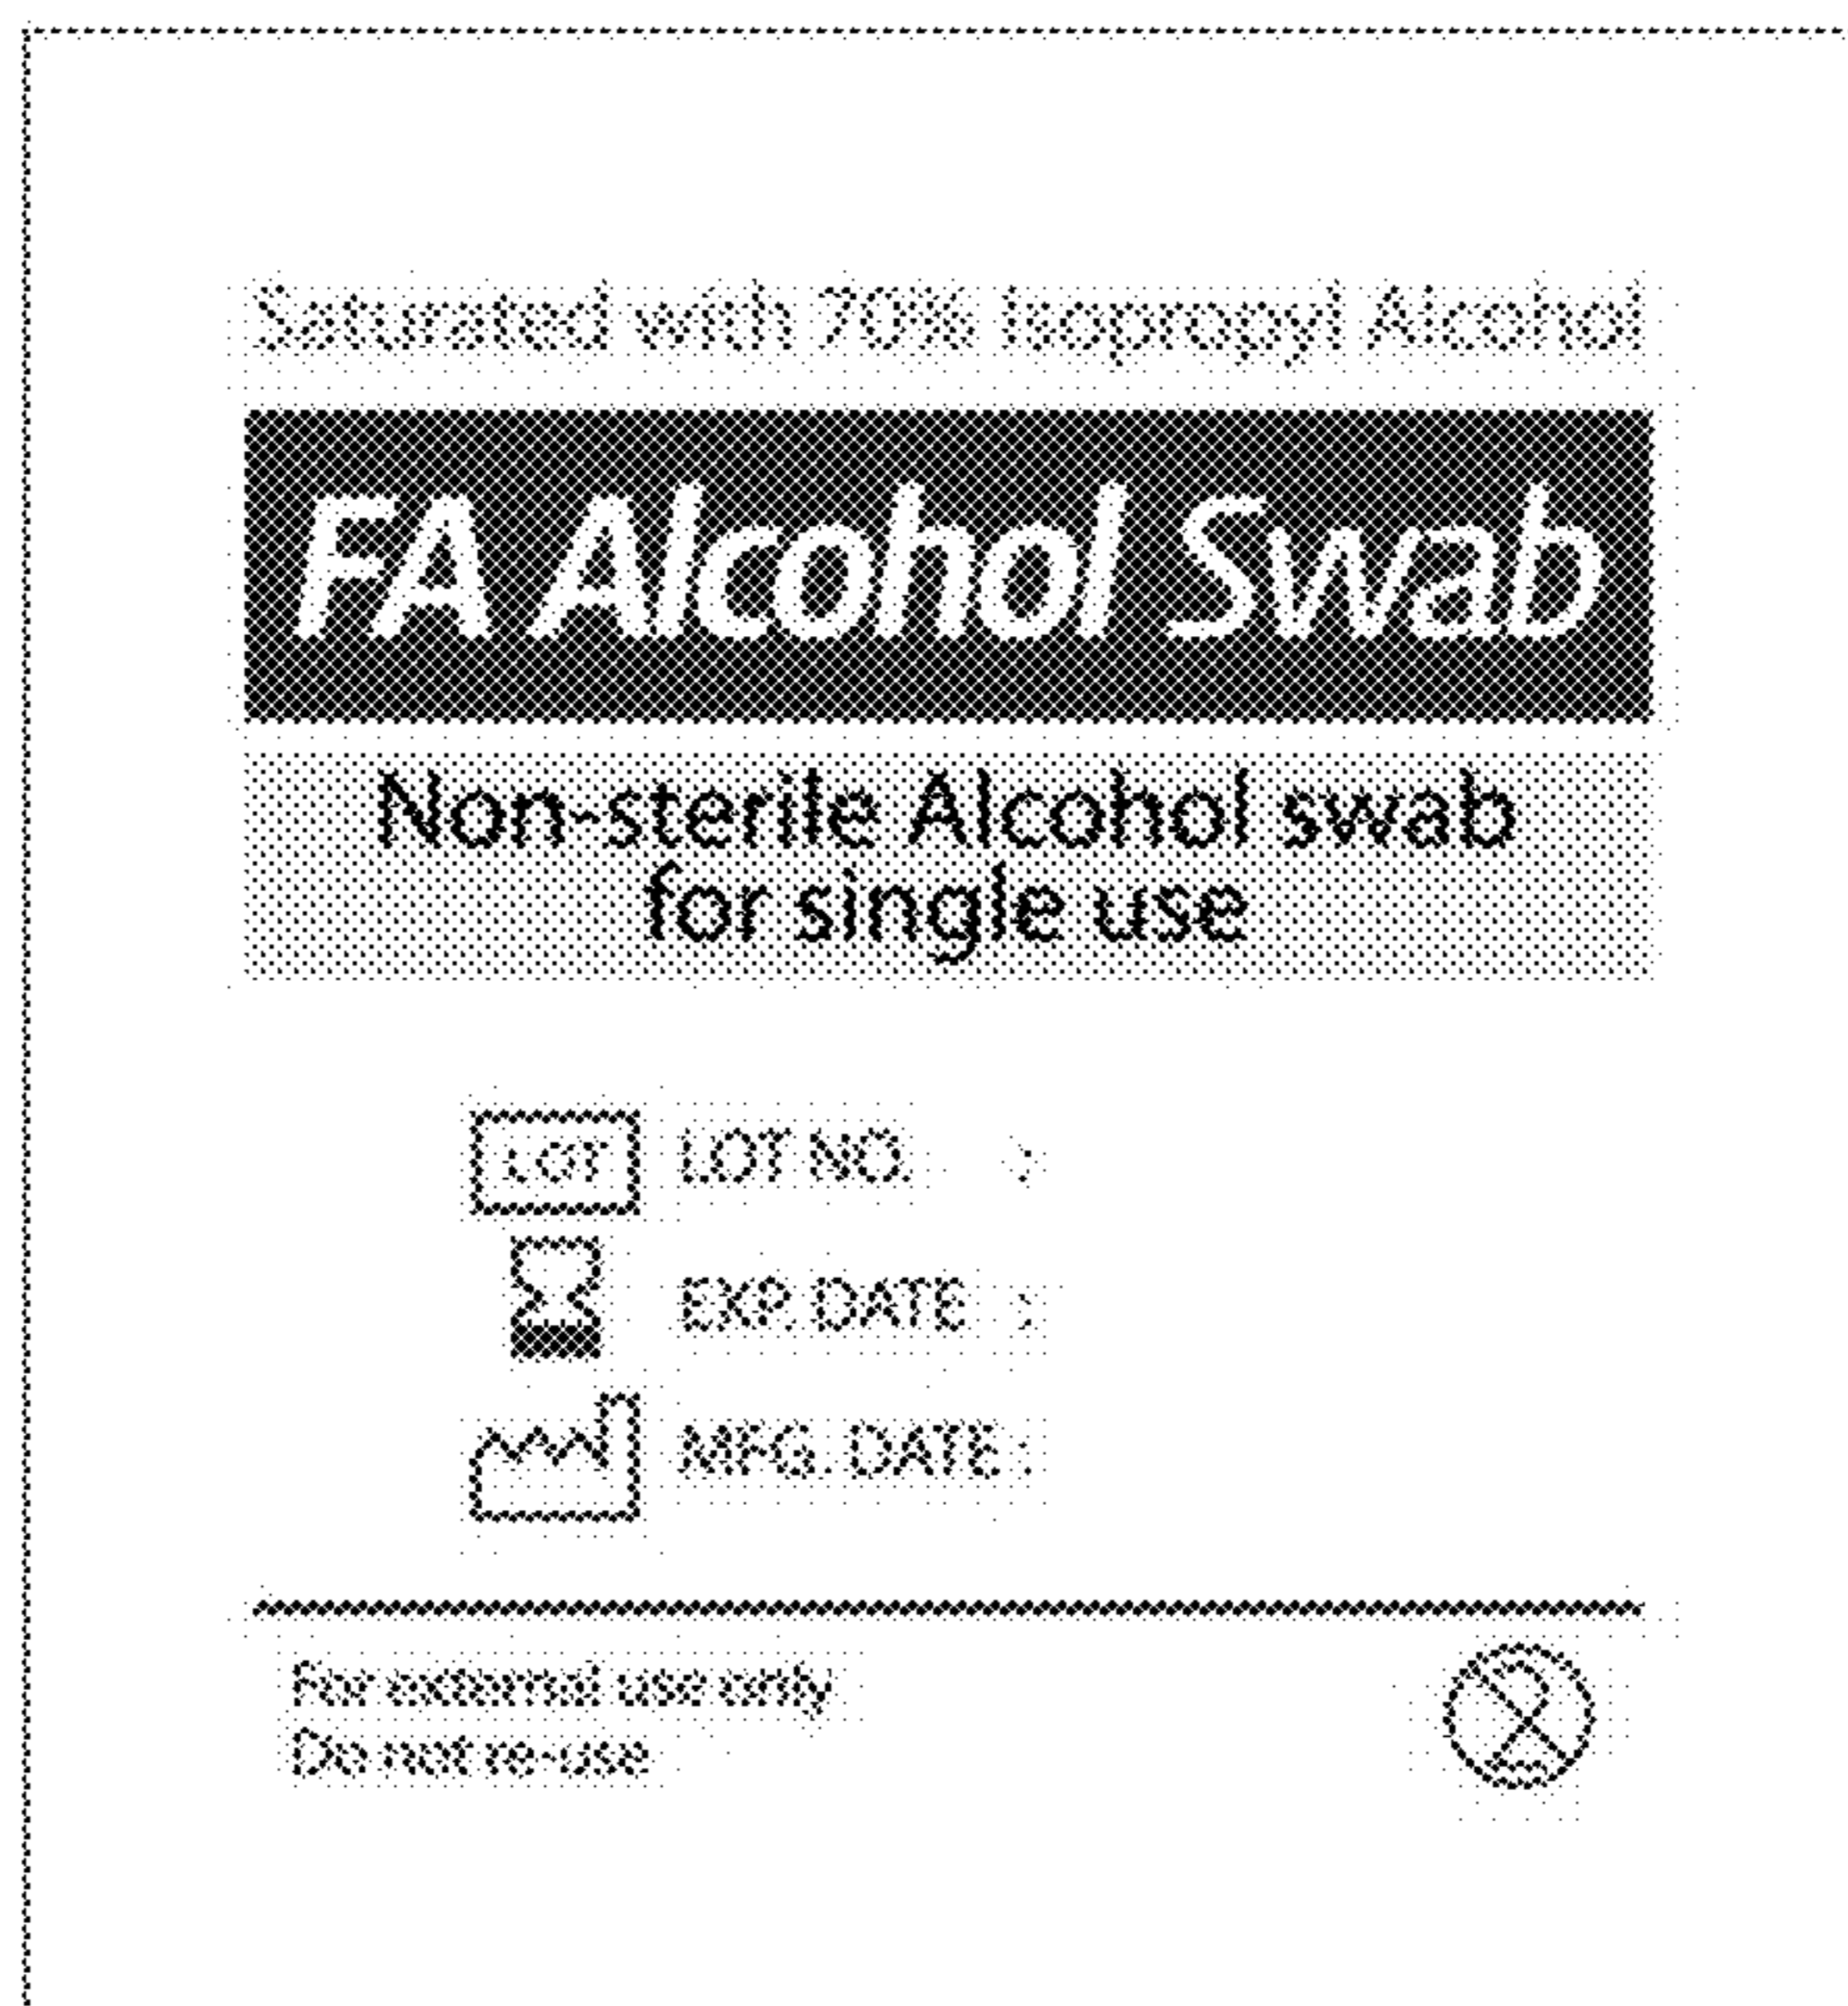 Saturated with 70% Isopropyl Alcohol
FA Alcohol Swab
Non-sterile Alcohol swab
for single use
LOT LOT NO. :
EXP. DATE :
MFG. DATE :
For external use only
Do not re-use
2